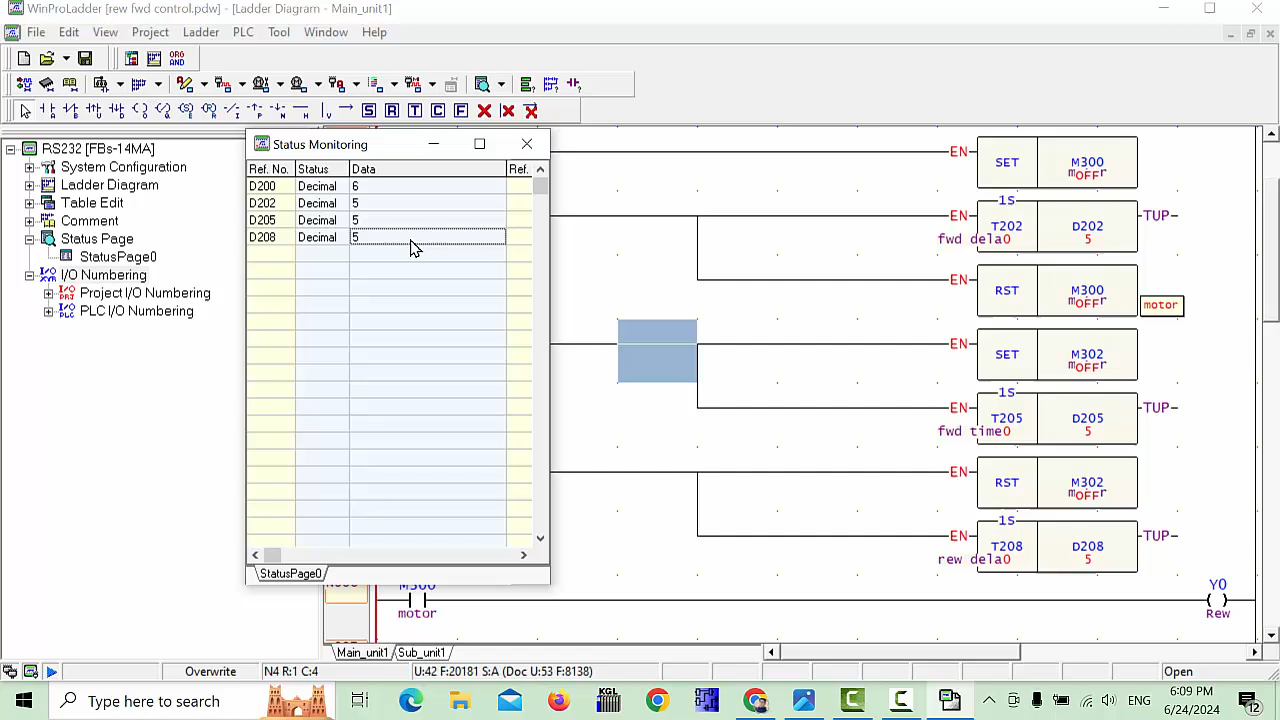 WinProLadder [rew fwd control.pdw] - [Ladder Diagram - Main_unit1]
File Edit View Project Ladder PLC Tool Window Help
ORG
AND
S R T C F
RS232 [FBs-14MA]
System Configuration
Ladder Diagram
Table Edit
Comment
Status Page
StatusPage0
I/O Numbering
Project I/O Numbering
PLC I/O Numbering
Status Monitoring
Ref. No. Status Data Ref.
D200 Decimal 6
D202 Decimal 5
D205 Decimal 5
D208 Decimal 5
StatusPage0
EN SET M300
OFF
1S
EN T202 D202 TUP
fwd dela0 5
EN RST M300
OFF
motor
EN SET M302
OFF
1S
EN T205 D205 TUP
fwd time0 5
EN RST M302
OFF
1S
EN T208 D208 TUP
rew dela0 5
M300 Y0
motor Rew
Main_unit1 Sub_unit1
Overwrite N4 R:1 C:4 U:42 F:20181 S:A (Doc U:53 F:8138) Open
Type here to search
KGL
ENG
6:09 PM
6/24/2024
12